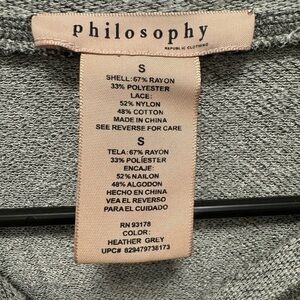 philosophy
REPUBLIC CLOTHING
S
SHELL: 67% RAYON
33% POLYESTER
LACE:
52% NYLON
48% COTTON
MADE IN CHINA
SEE REVERSE FOR CARE
S
TELA: 67% RAYON
33% POLIESTER
ENCAJE:
52% NAILON
48% ALGODON
HECHO IN CHINA
VEA EL REVERSO
PARA EL CUIDADO
RN 93178
COLOR:
HEATHER GREY
UPC# 829479738173